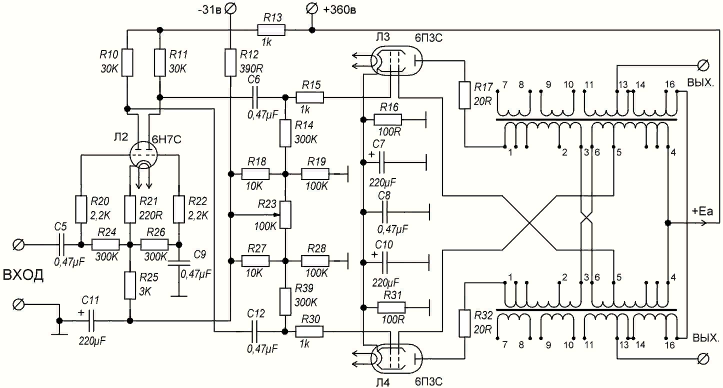 -31в
+360в
R13
1k
R10
30K
R11
30K
R12
390R
C6
0,47µF
R15
1k
Л3
6П3С
R17
20R
7 8 9 10 11 13 14 16
ВЫХ.
R14
300K
R16
100R
Л2
6Н7С
1 2 3 6 5 4
C7
+
220µF
R18
10K
R19
100K
R20
2,2K
R21
220R
R22
2,2K
C8
0,47µF
R23
100K
+Ea
C5
0,47µF
R24
300K
R26
300K
C9
0,47µF
R27
10K
R28
100K
C10
+
220µF
ВХОД
R25
3K
R39
300K
1 2 3 6 5 4
R31
100R
C11
+
220µF
C12
0,47µF
R30
1k
R32
20R
7 8 9 10 11 13 14 16
ВЫХ.
Л4
6П3С